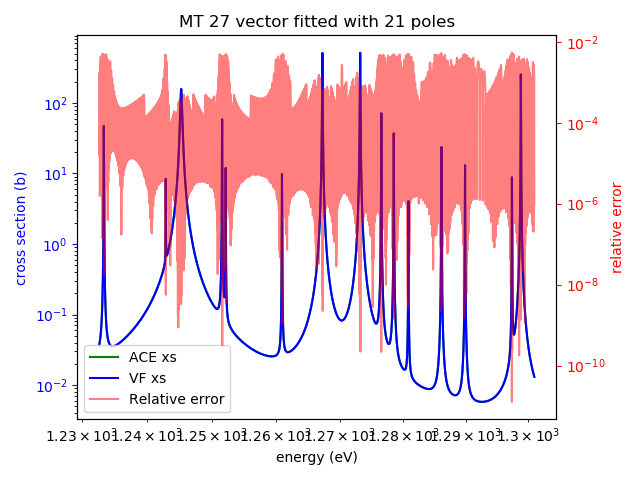 MT 27 vector fitted with 21 poles
10²
10¹
10⁰
10⁻¹
10⁻²
cross section (b)
10⁻²
10⁻⁴
10⁻⁶
10⁻⁸
10⁻¹⁰
relative error
ACE xs
VF xs
Relative error
1.23 × 10³ 1.24 × 10³ 1.25 × 10³ 1.26 × 10³ 1.27 × 10³ 1.28 × 10³ 1.29 × 10³ 1.3 × 10³
energy (eV)